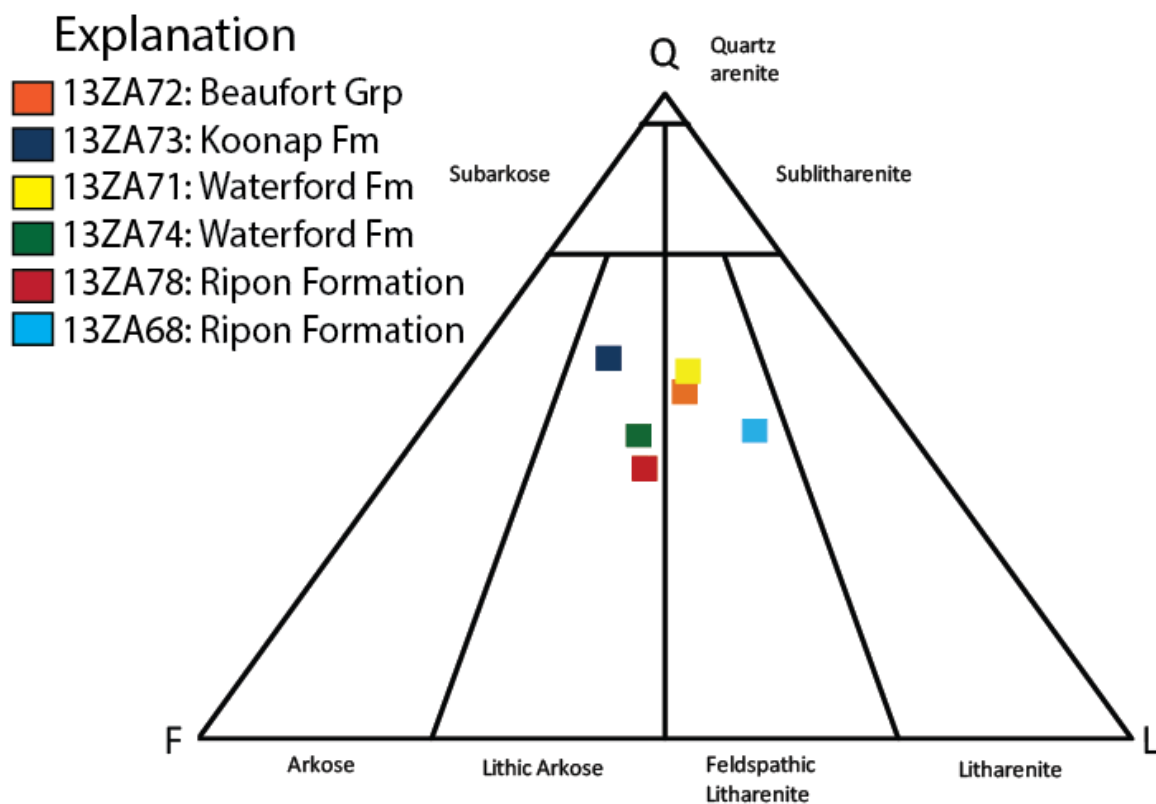 Explanation
13ZA72: Beaufort Grp
13ZA73: Koonap Fm
13ZA71: Waterford Fm
13ZA74: Waterford Fm
13ZA78: Ripon Formation
13ZA68: Ripon Formation
Q
Quartz
arenite
Subarkose
Sublitharenite
F
L
Arkose
Lithic Arkose
Feldspathic
Litharenite
Litharenite